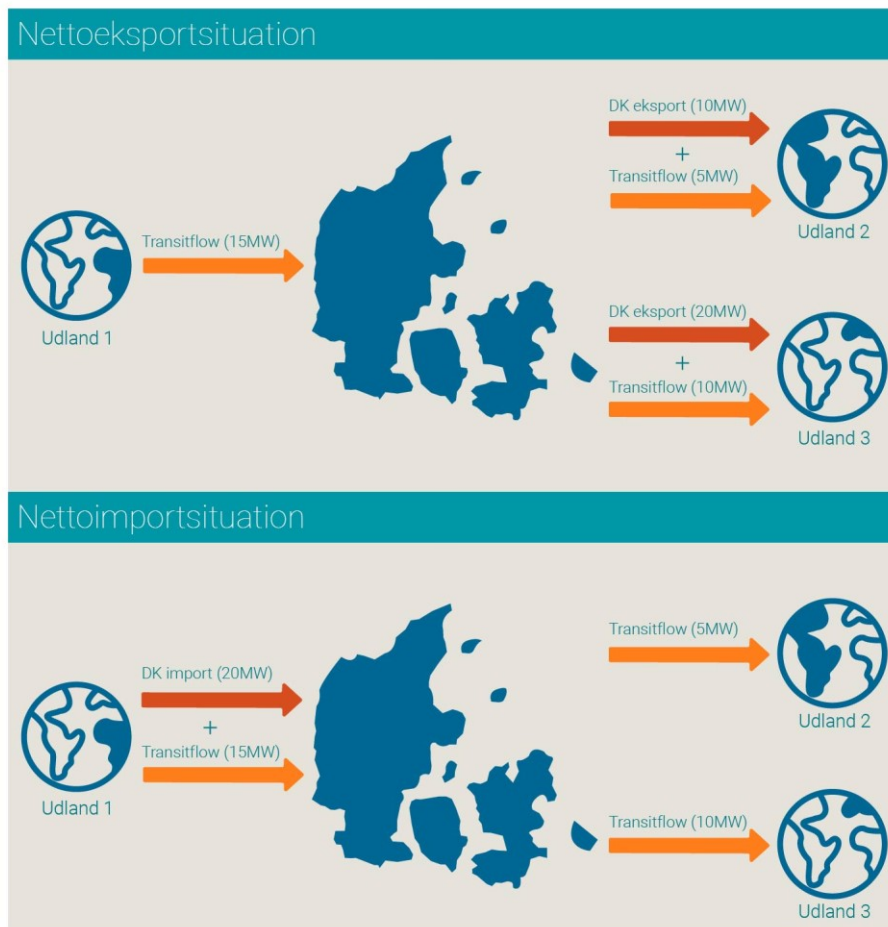 Nettoeksportsituation
DK eksport (10MW)
+
Transitflow (5MW)
Udland 2
Transitflow (15MW)
Udland 1
DK eksport (20MW)
+
Transitflow (10MW)
Udland 3
Nettoimportsituation
DK import (20MW)
+
Transitflow (15MW)
Udland 1
Transitflow (5MW)
Udland 2
Transitflow (10MW)
Udland 3